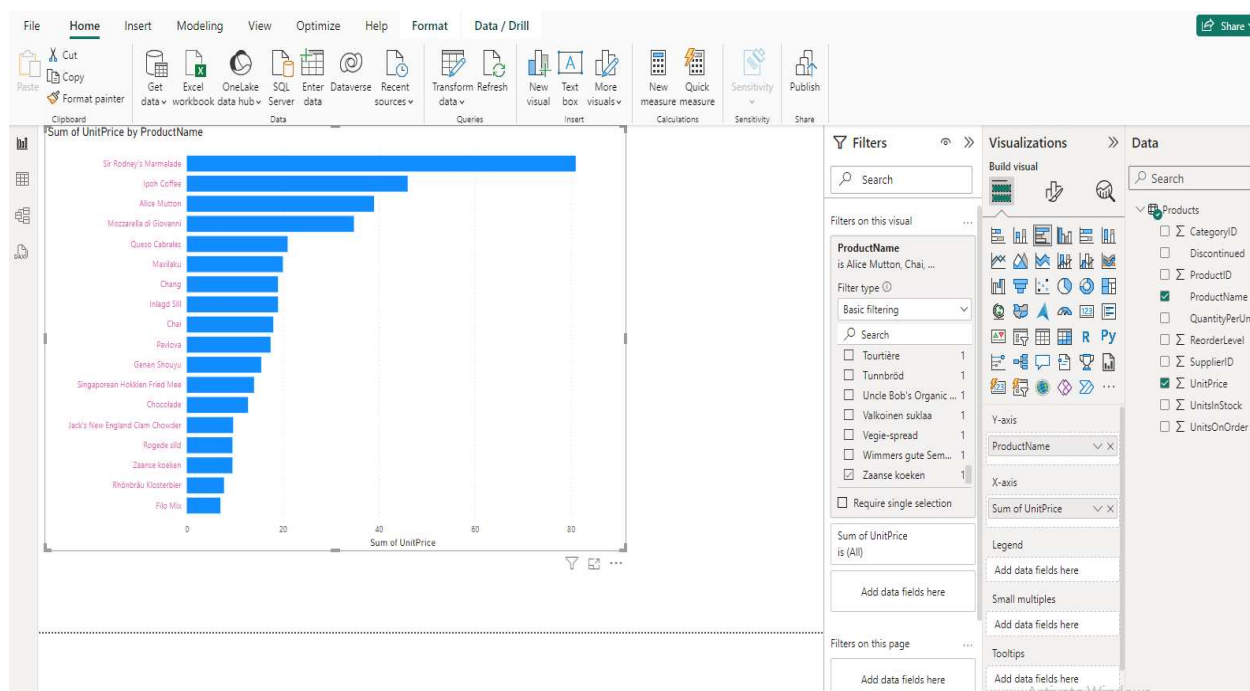 File Home Insert Modeling View Optimize Help Format Data / Drill
Share
Paste
Cut
Copy
Format painter
Clipboard
Get data
Excel workbook
OneLake data hub
SQL Server
Enter data
Dataverse
Recent sources
Data
Transform data
Refresh
Queries
New visual
Text box
More visuals
Insert
New measure
Quick measure
Calculations
Sensitivity
Sensitivity
Publish
Share
Sum of UnitPrice by ProductName
Sir Rodney's Marmalade
Ipoh Coffee
Alice Mutton
Mozzarella di Giovanni
Queso Cabrales
Maxilaku
Chang
Inlagd Sill
Chai
Pavlova
Genen Shouyu
Singaporean Hokkien Fried Mee
Chocolade
Jack's New England Clam Chowder
Rogede sild
Zaanse koeken
Rhönbräu Klosterbier
Filo Mix
0 20 40 60 80
Sum of UnitPrice
Filters
Search
Filters on this visual
ProductName
is Alice Mutton, Chai, ...
Filter type
Basic filtering
Search
Tourtière 1
Tunnbröd 1
Uncle Bob's Organic ... 1
Valkoinen suklaa 1
Vegie-spread 1
Wimmers gute Sem... 1
Zaanse koeken 1
Require single selection
Sum of UnitPrice
is (All)
Add data fields here
Filters on this page
Add data fields here
Visualizations
Build visual
123
R Py
123
Y-axis
ProductName
X-axis
Sum of UnitPrice
Legend
Add data fields here
Small multiples
Add data fields here
Tooltips
Add data fields here
Data
Search
Products
CategoryID
Discontinued
ProductID
ProductName
QuantityPerUn
ReorderLevel
SupplierID
UnitPrice
UnitsInStock
UnitsOnOrder